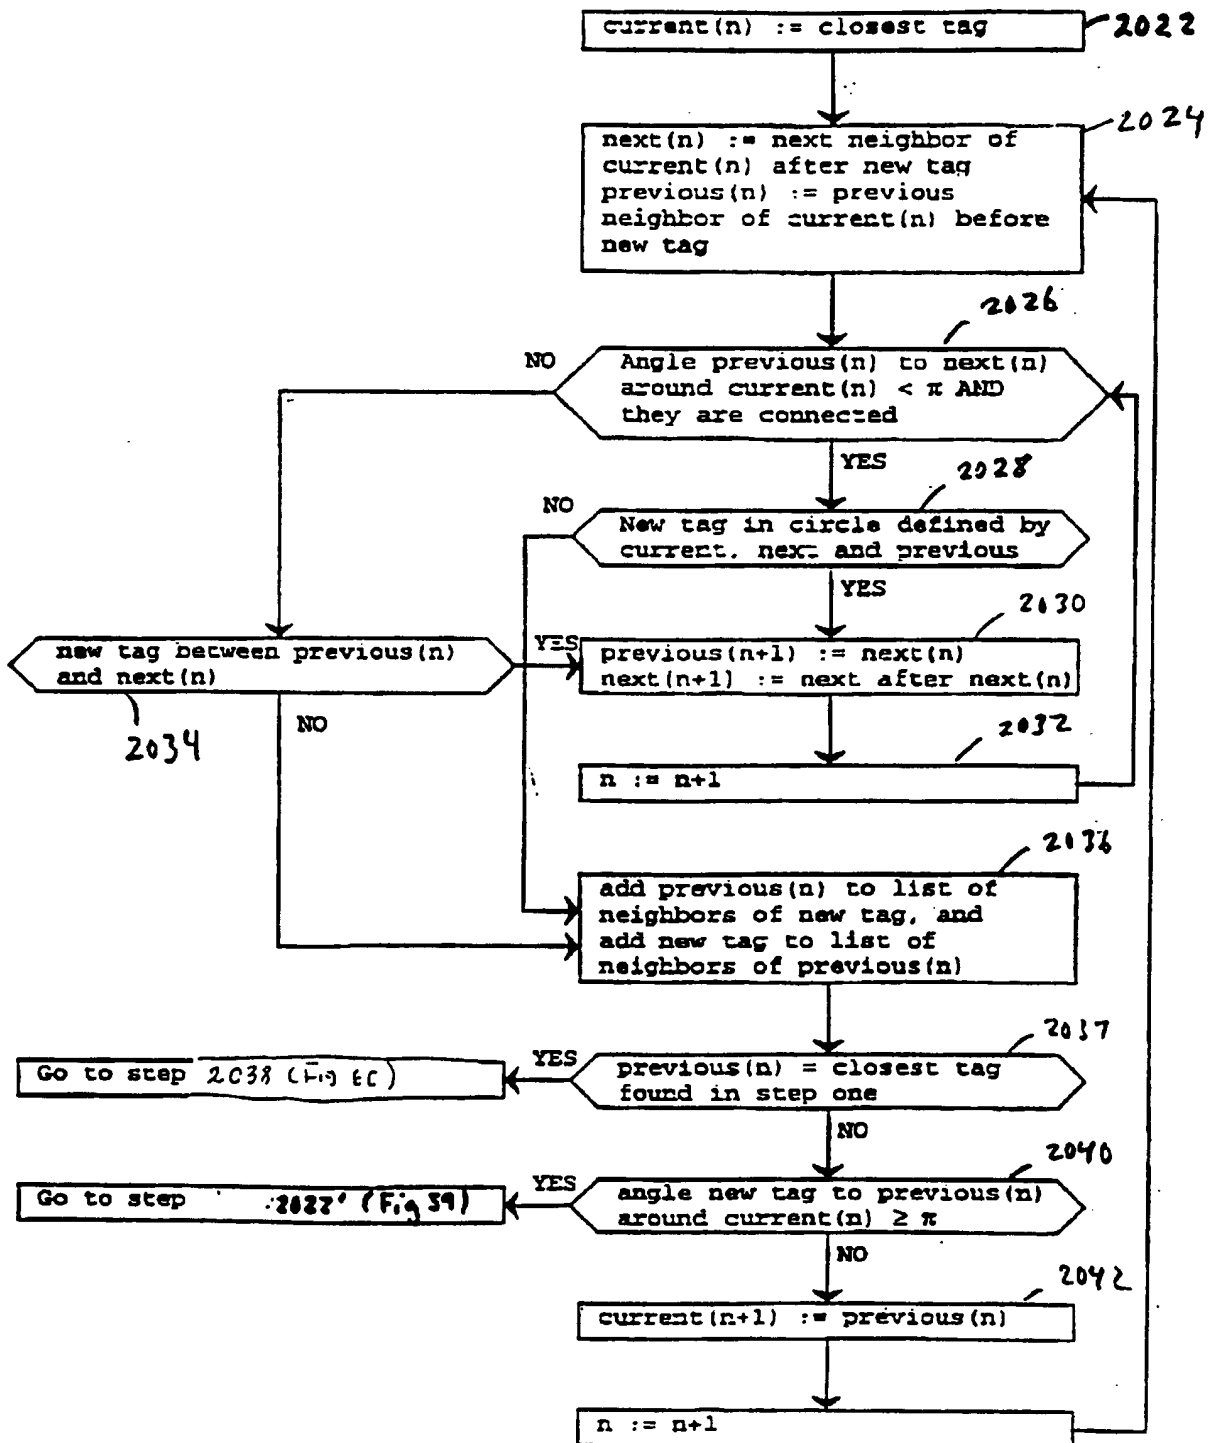 current(n) := closest tag
2022
next(n) := next neighbor of
current(n) after new tag
previous(n) := previous
neighbor of current(n) before
new tag
2024
2026
NO
Angle previous(n) to next(n)
around current(n) < π AND
they are connected
YES
2028
NO
New tag in circle defined by
current, next and previous
YES
2030
new tag between previous(n)
and next(n)
YES
previous(n+1) := next(n)
next(n+1) := next after next(n)
2034
NO
2032
n := n+1
2036
add previous(n) to list of
neighbors of new tag, and
add new tag to list of
neighbors of previous(n)
2037
Go to step 2038 (Fig 6C)
YES
previous(n) = closest tag
found in step one
NO
2040
Go to step 2022' (Fig 59)
YES
angle new tag to previous(n)
around current(n) ≥ π
NO
2042
current(n+1) := previous(n)
n := n+1